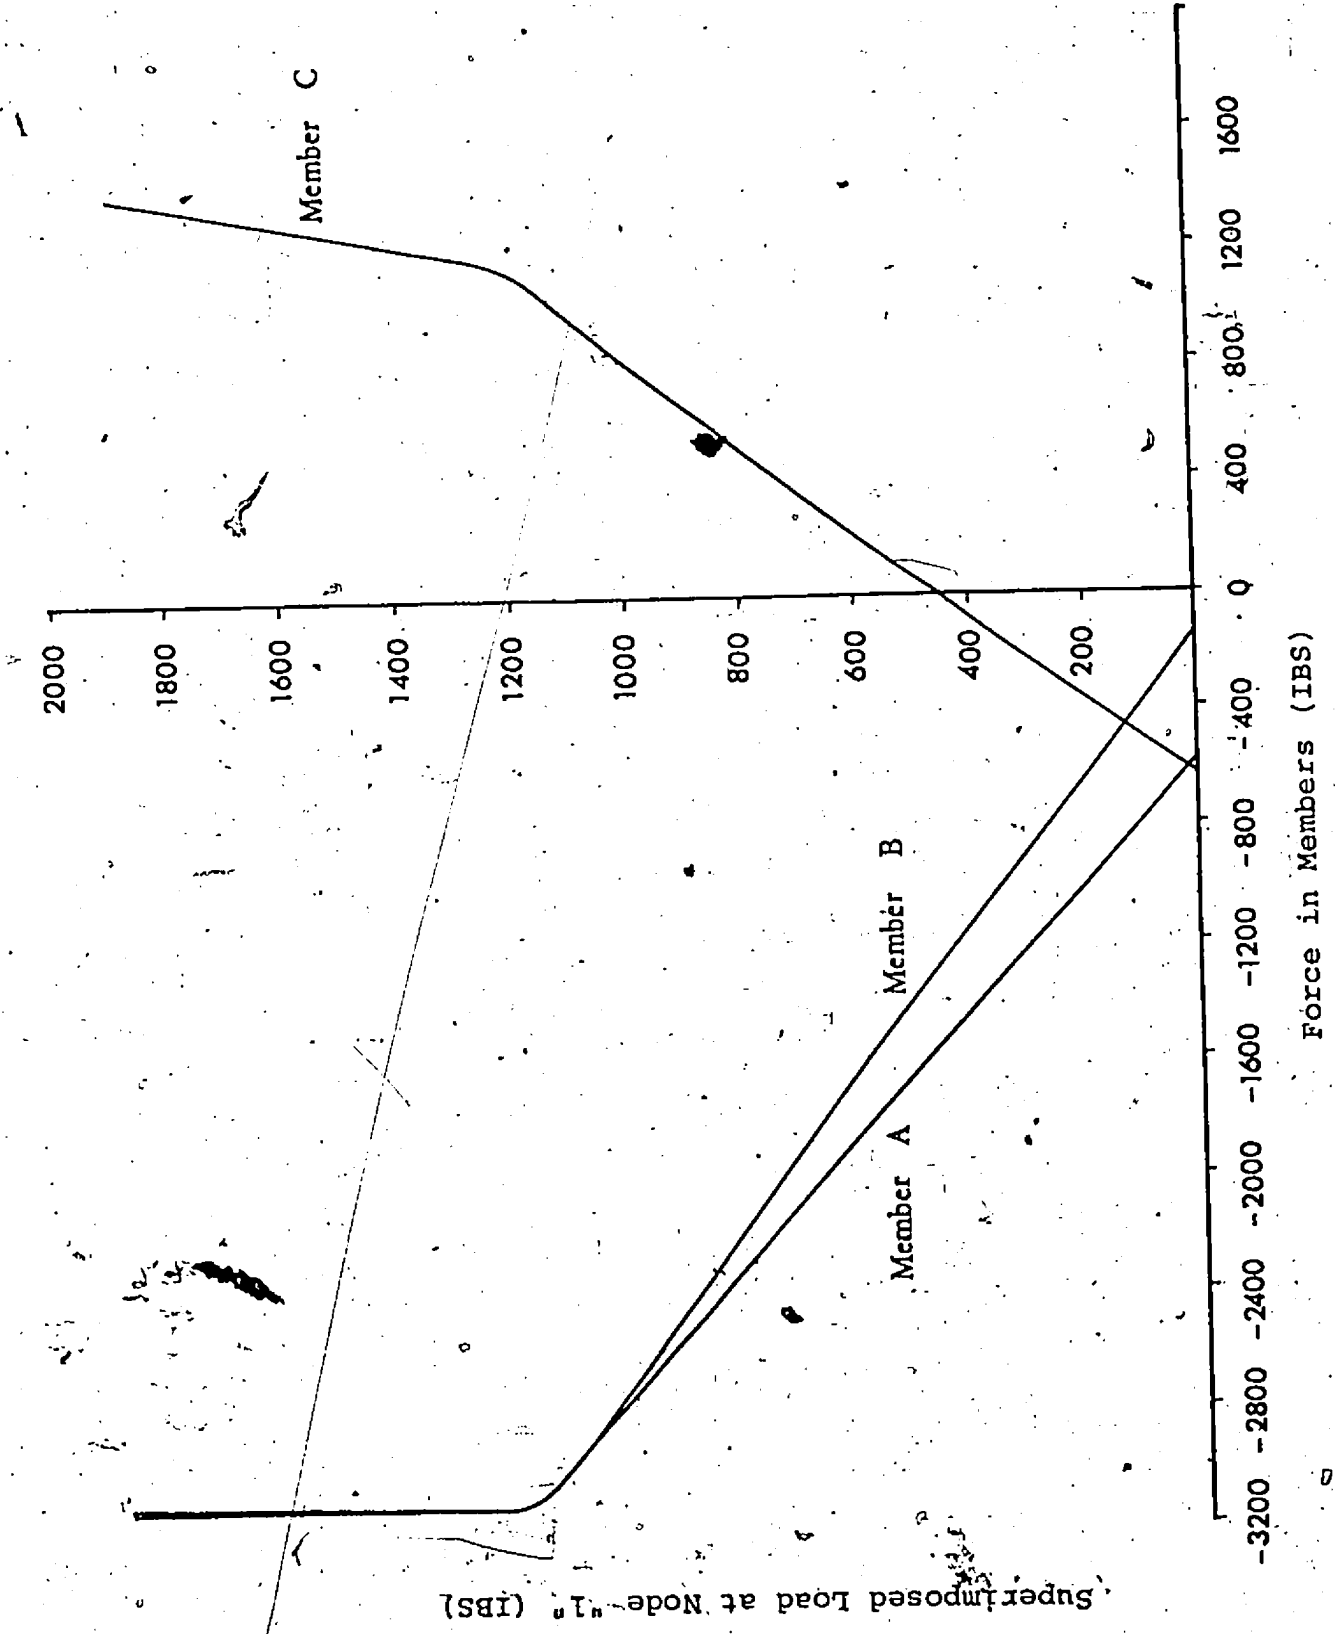 Superimposed Load at Node "1" (IBS)
2000
1800
1600
1400
1200
1000
800
600
400
200
Member C
Member B
Member A
-3200 -2800 -2400 -2000 -1600 -1200 -800 -400 0 400 800 1200 1600
Force in Members (IBS)